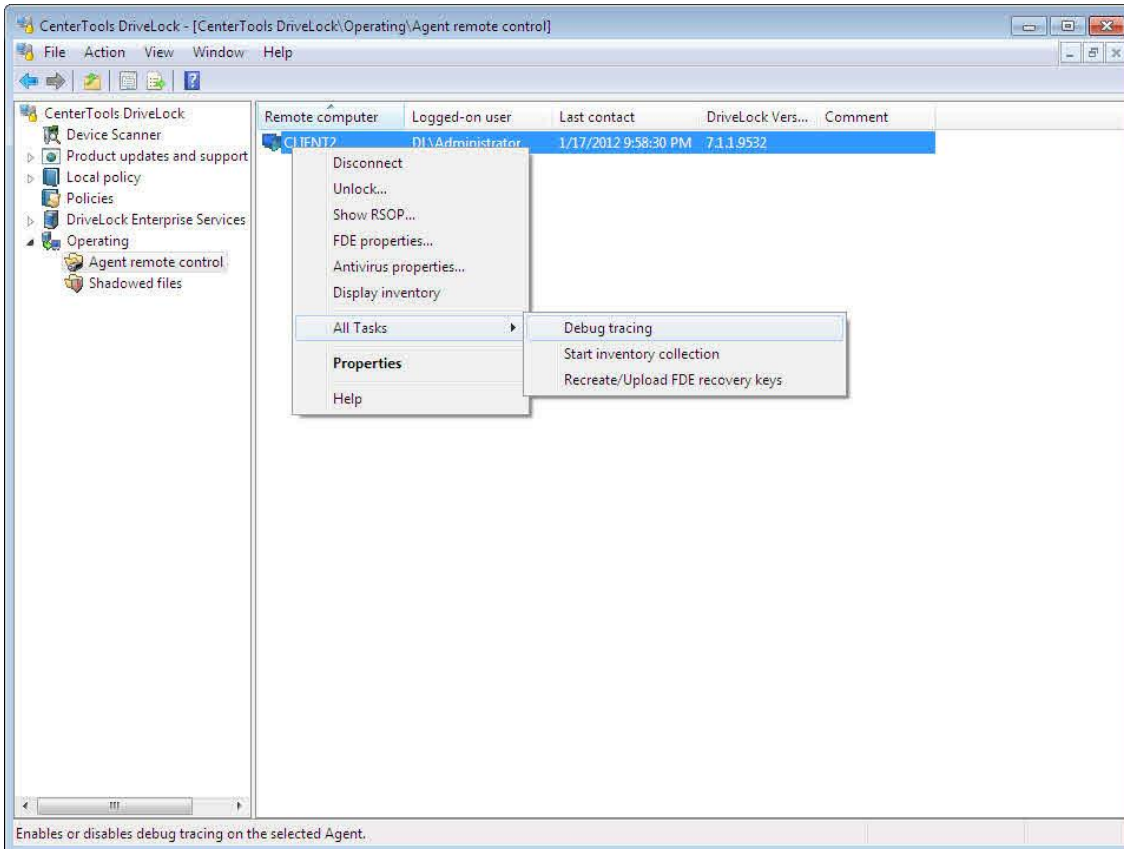 CenterTools DriveLock - [CenterTools DriveLock\Operating\Agent remote control]
File Action View Window Help
CenterTools DriveLock
Device Scanner
Product updates and support
Local policy
Policies
DriveLock Enterprise Services
Operating
Agent remote control
Shadowed files
Remote computer Logged-on user Last contact DriveLock Vers... Comment
CLIENT2 DL\Administrator 1/17/2012 9:58:30 PM 7.1.1.9532
Disconnect
Unlock...
Show RSOP...
FDE properties...
Antivirus properties...
Display inventory
All Tasks
Properties
Help
Debug tracing
Start inventory collection
Recreate/Upload FDE recovery keys
Enables or disables debug tracing on the selected Agent.